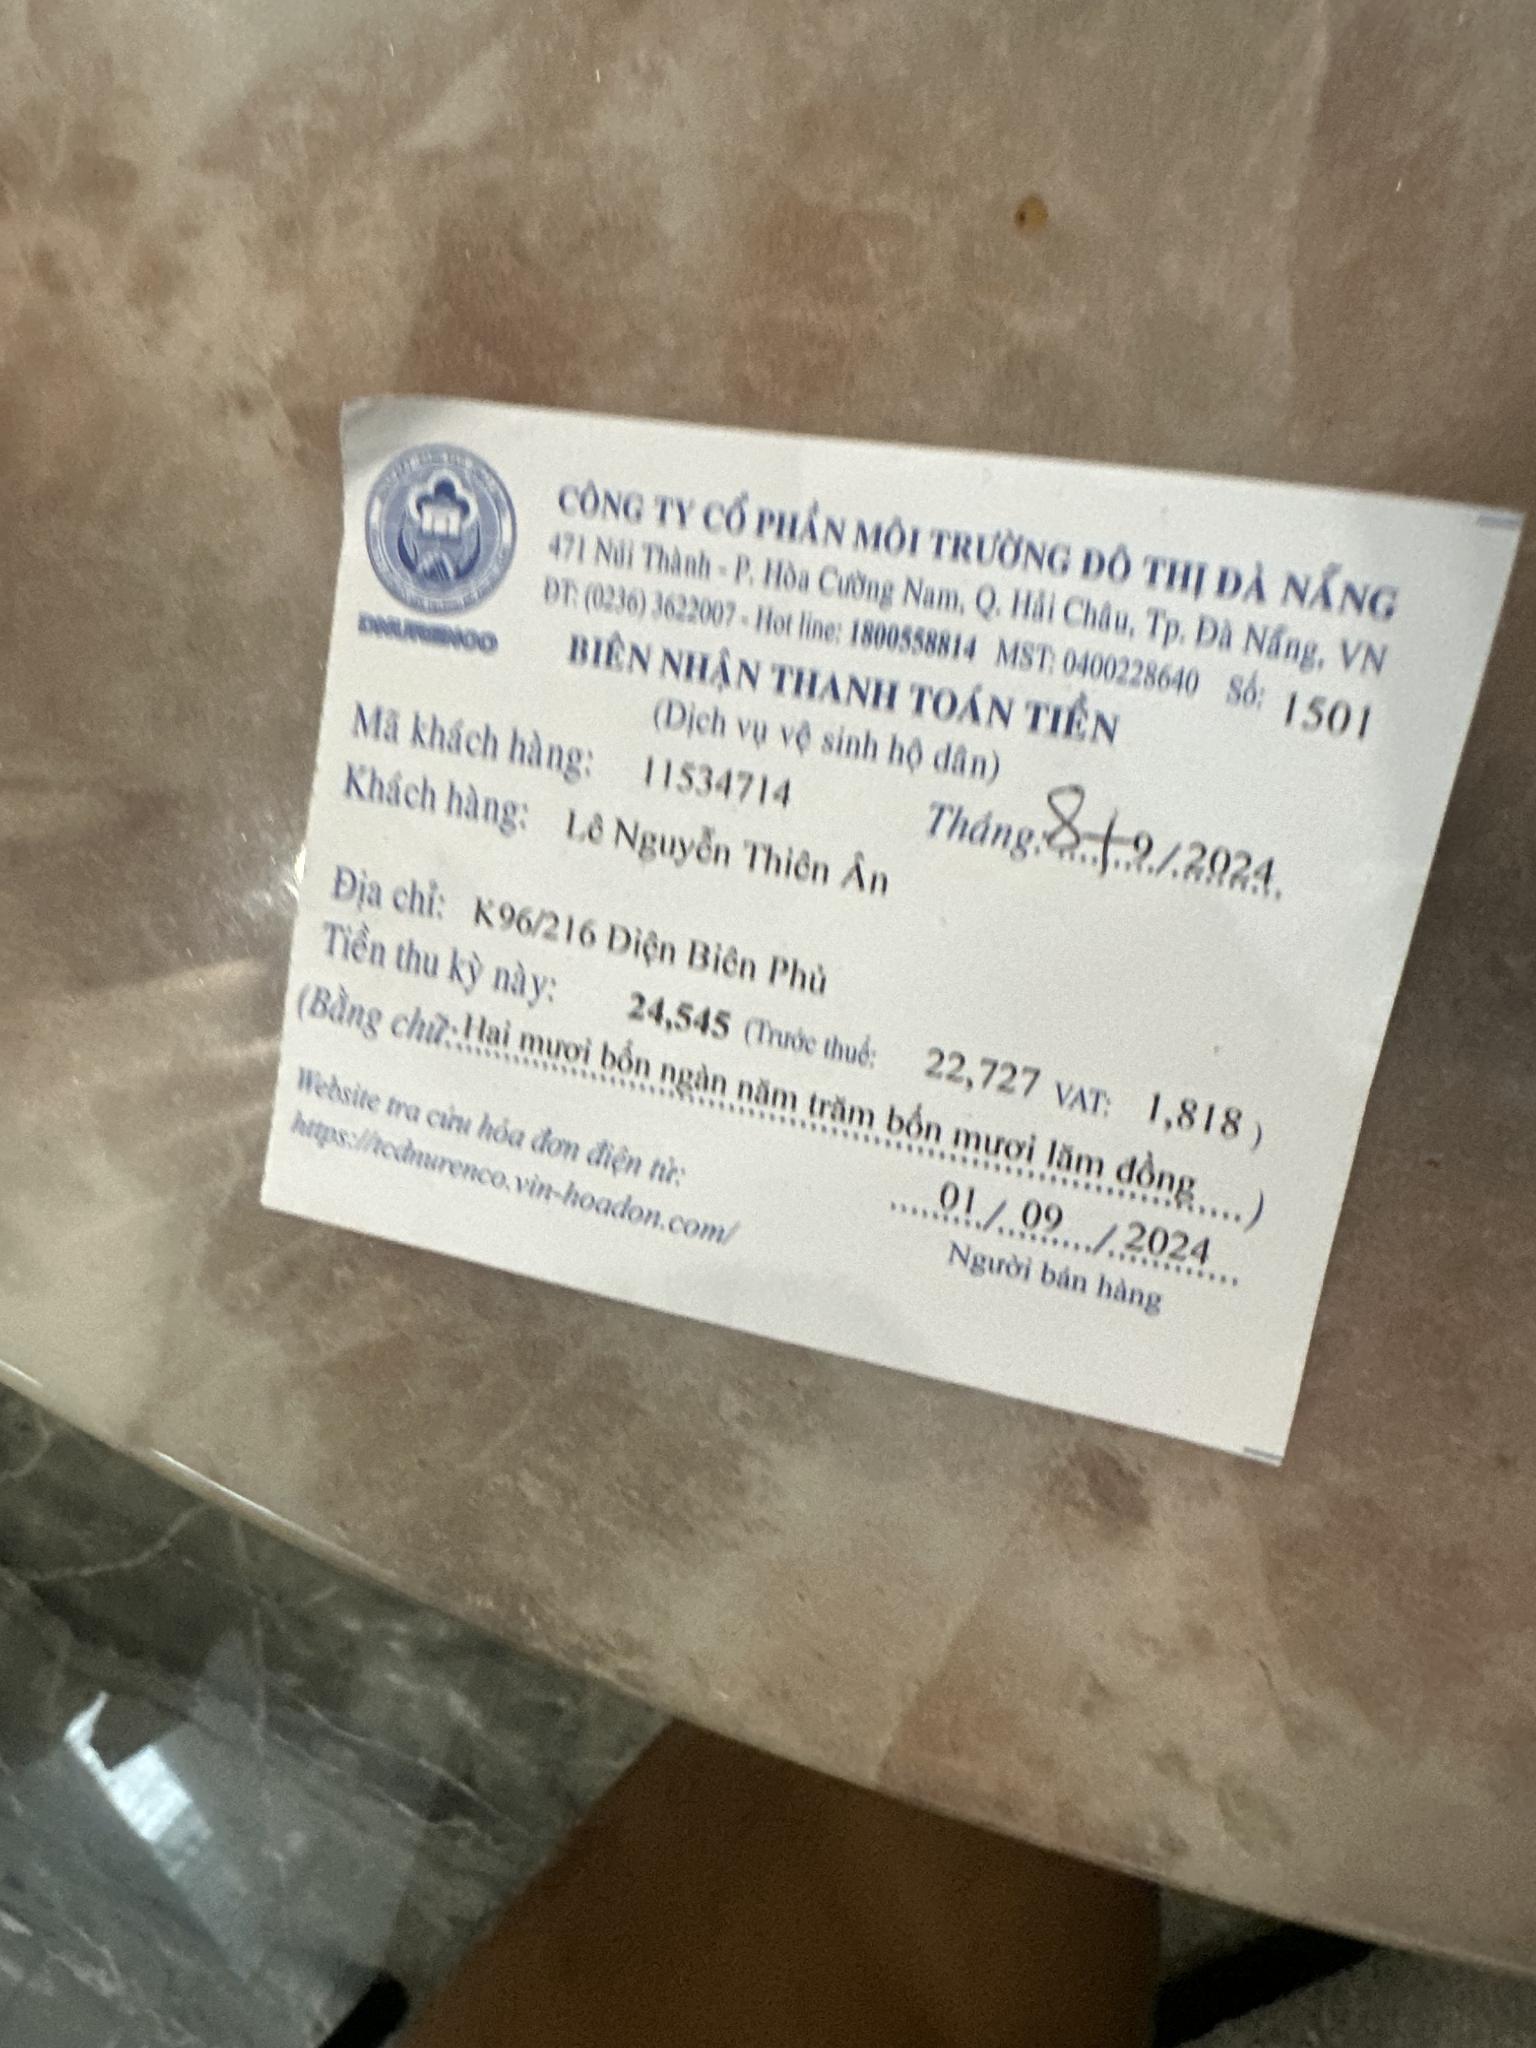 CÔNG TY CỔ PHẦN MÔI TRƯỜNG ĐÔ THỊ ĐÀ NẴNG
471 Núi Thành - P. Hòa Cường Nam, Q. Hải Châu, Tp. Đà Nẵng, VN
ĐT: (0236) 3622007 - Hot line: 1800558814 MST: 0400228640 Số: 1501
DNURENCO
BIÊN NHẬN THANH TOÁN TIỀN
(Dịch vụ vệ sinh hộ dân)
Mã khách hàng: 11534714 Tháng: 8+9/2024
Khách hàng: Lê Nguyễn Thiên Ân
Địa chỉ: K96/216 Điện Biên Phủ
Tiền thu kỳ này: 24,545 (Trước thuế: 22,727 VAT: 1,818 )
(Bằng chữ: Hai mươi bốn ngàn năm trăm bốn mươi lăm đồng.....)
Website tra cứu hóa đơn điện tử:
https://tcdnurenco.vin-hoadon.com/
01 / 09 / 2024
Người bán hàng